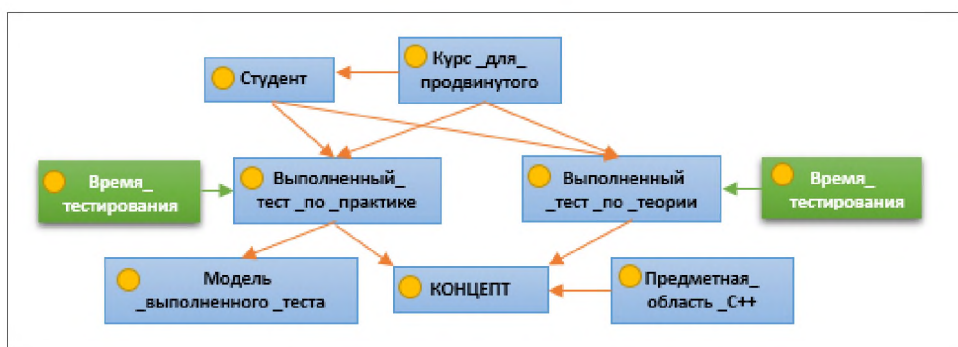 Студент
Курс _для_
продвинутого
Время_
тестирования
Выполненный_
тест _по _практике
Выполненный
_тест _по _теории
Время_
тестирования
Модель
_выполненного _теста
КОНЦЕПТ
Предметная_
область _С++